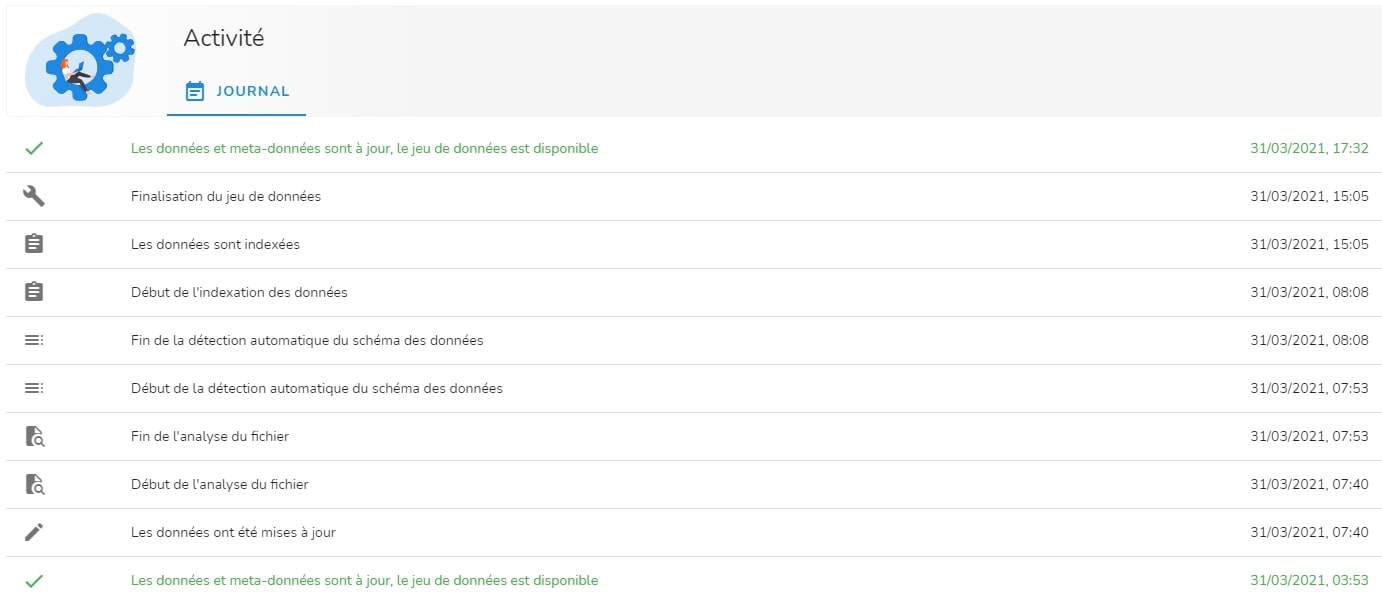 Activité
JOURNAL
Les données et meta-données sont à jour, le jeu de données est disponible 31/03/2021, 17:32
Finalisation du jeu de données 31/03/2021, 15:05
Les données sont indexées 31/03/2021, 15:05
Début de l'indexation des données 31/03/2021, 08:08
Fin de la détection automatique du schéma des données 31/03/2021, 08:08
Début de la détection automatique du schéma des données 31/03/2021, 07:53
Fin de l'analyse du fichier 31/03/2021, 07:53
Début de l'analyse du fichier 31/03/2021, 07:40
Les données ont été mises à jour 31/03/2021, 07:40
Les données et meta-données sont à jour, le jeu de données est disponible 31/03/2021, 03:53